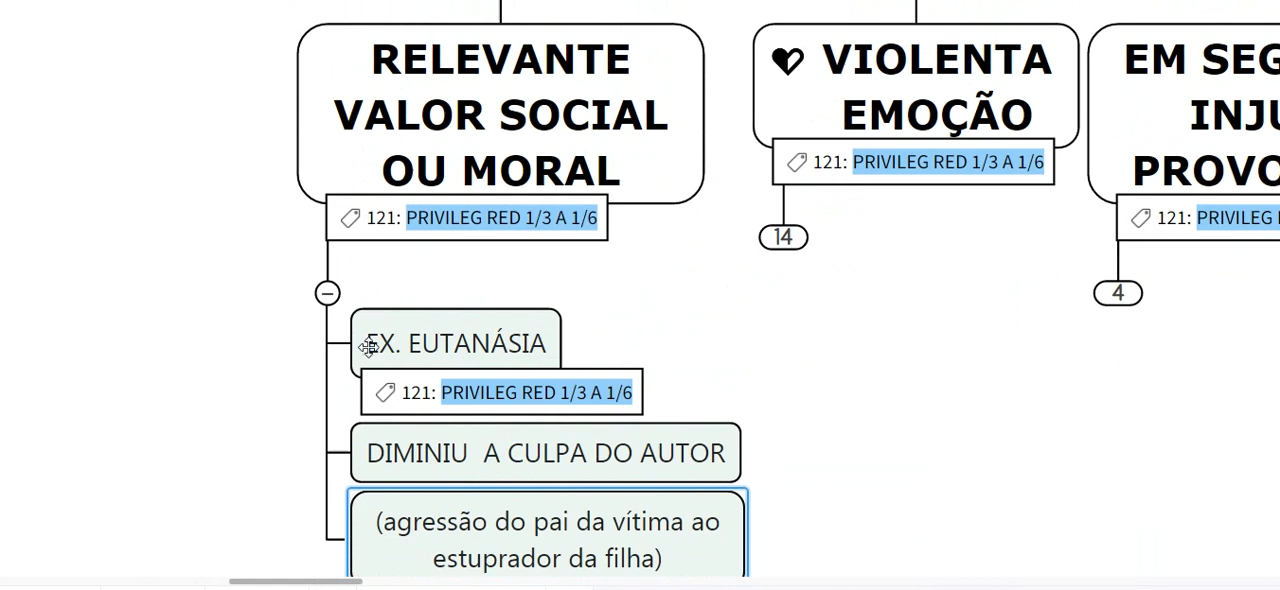 RELEVANTE
VALOR SOCIAL
OU MORAL
121: PRIVILEG RED 1/3 A 1/6
EX. EUTANÁSIA
121: PRIVILEG RED 1/3 A 1/6
DIMINIU  A CULPA DO AUTOR
(agressão do pai da vítima ao
estuprador da filha)
VIOLENTA
EMOÇÃO
121: PRIVILEG RED 1/3 A 1/6
14
EM SEG
INJU
PROVO
121: PRIVILEG
4